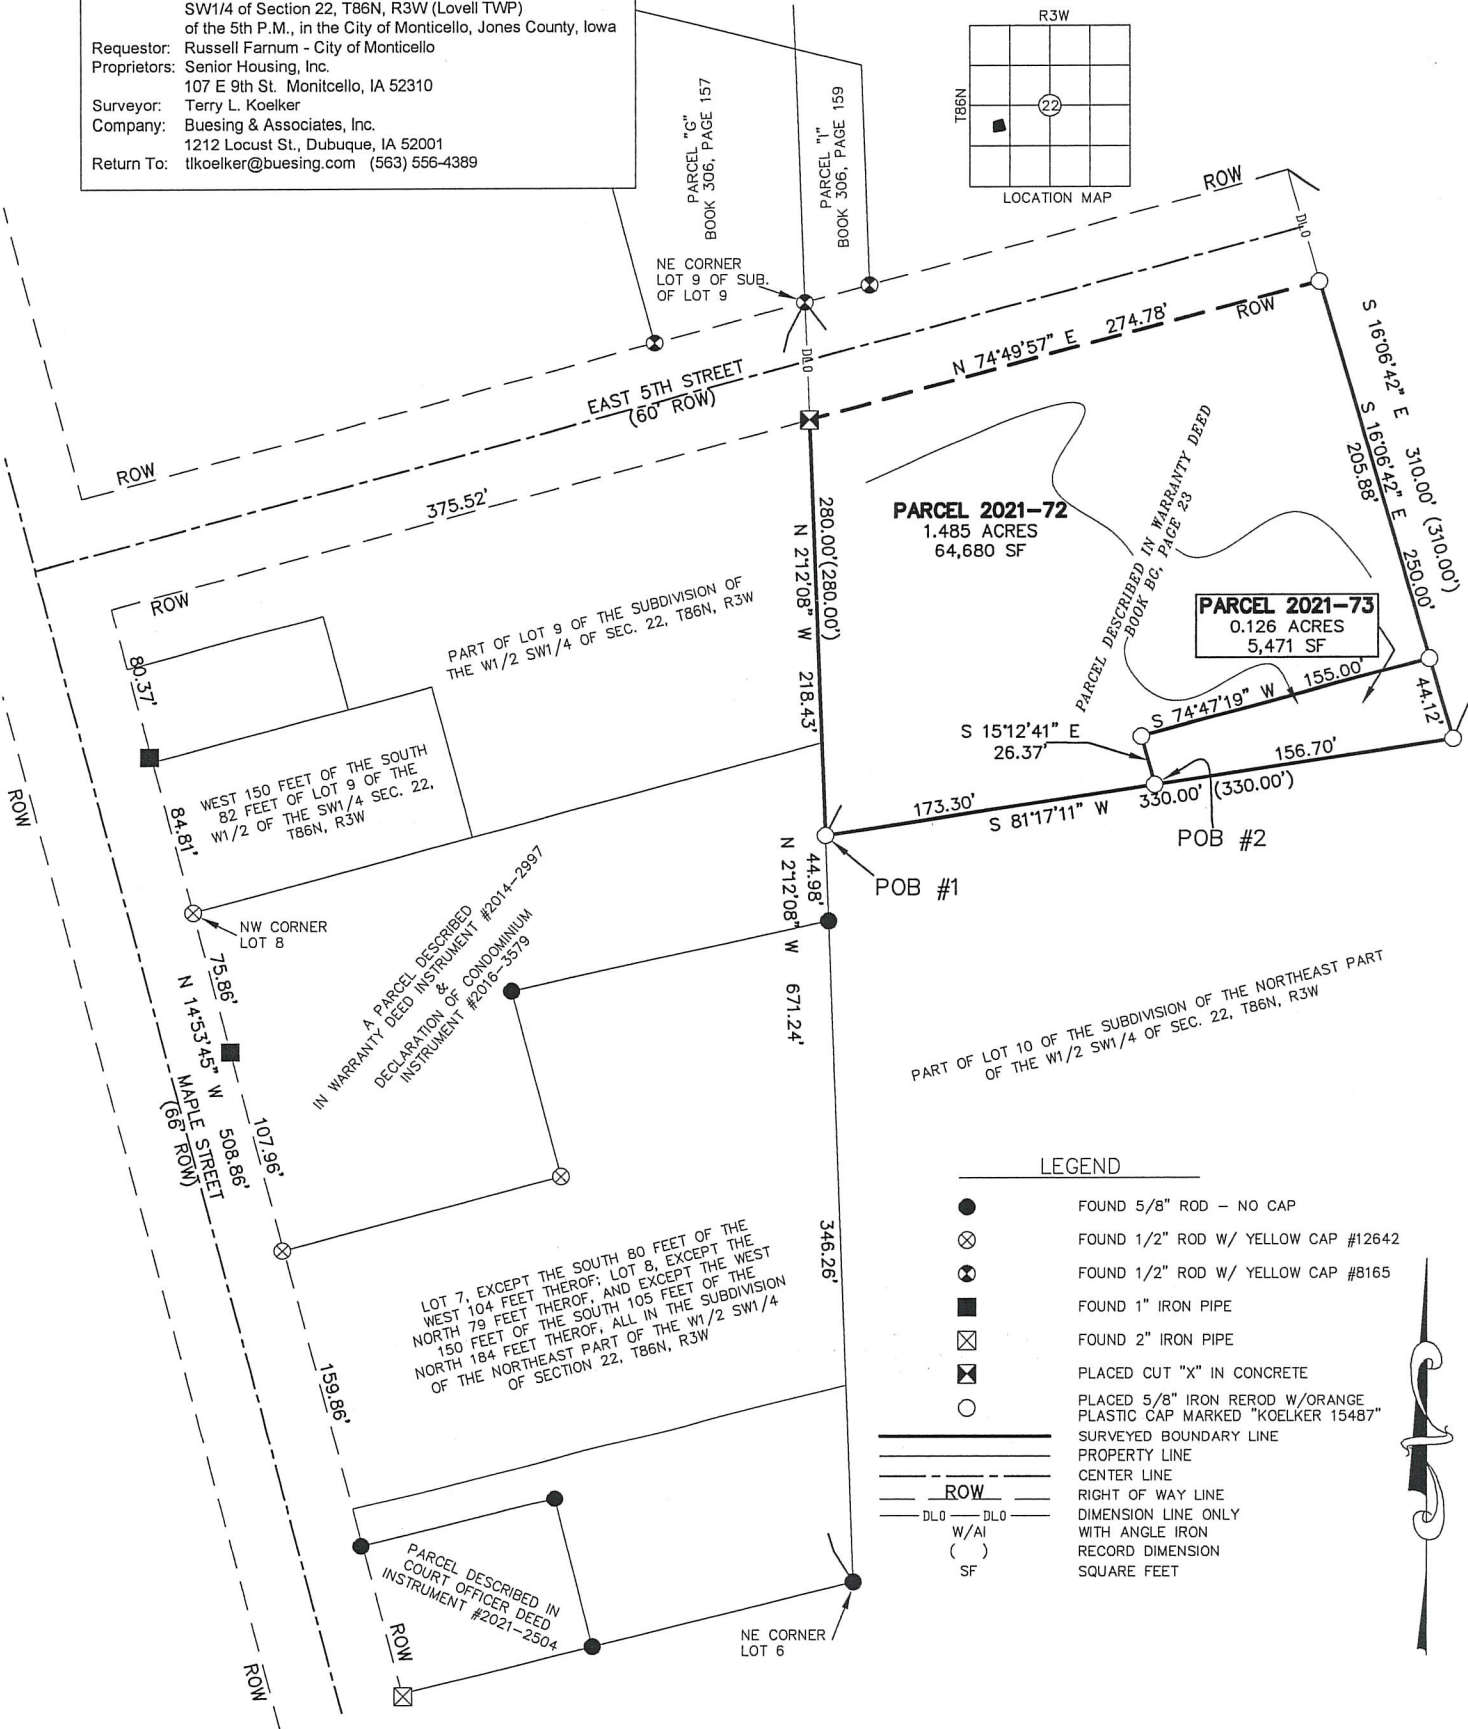 SW1/4 of Section 22, T86N, R3W (Lovell TWP)
of the 5th P.M., in the City of Monticello, Jones County, Iowa
Requestor: Russell Farnum - City of Monticello
Proprietors: Senior Housing, Inc.
107 E 9th St. Monitcello, IA 52310
Surveyor: Terry L. Koelker
Company: Buesing & Associates, Inc.
1212 Locust St., Dubuque, IA 52001
Return To: tlkoelker@buesing.com (563) 556-4389
PARCEL "G"
BOOK 306, PAGE 157
PARCEL "I"
BOOK 306, PAGE 159
R3W
T86N
22
LOCATION MAP
ROW
DLO
NE CORNER
LOT 9 OF SUB.
OF LOT 9
DLO
N 74°49'57" E 274.78'
ROW
EAST 5TH STREET
(60' ROW)
ROW
375.52'
ROW
S 16°06'42" E 310.00' (310.00')
S 16°06'42" E 250.00'
205.88'
280.00'(280.00')
N 2°12'08" W 218.43'
PARCEL 2021-72
1.485 ACRES
64,680 SF
PARCEL DESCRIBED IN WARRANTY DEED
BOOK BG, PAGE 23
PARCEL 2021-73
0.126 ACRES
5,471 SF
PART OF LOT 9 OF THE SUBDIVISION OF
THE W1/2 SW1/4 OF SEC. 22, T86N, R3W
80.37'
S 74°47'19" W 155.00'
44.12'
S 15°12'41" E
26.37'
156.70'
173.30'
330.00' (330.00')
S 81°17'11" W
POB #2
POB #1
ROW
WEST 150 FEET OF THE SOUTH
82 FEET OF LOT 9 OF THE
W1/2 OF THE SW1/4 SEC. 22,
T86N, R3W
84.81'
NW CORNER
LOT 8
44.98'
N 2°12'08" W 671.24'
A PARCEL DESCRIBED
IN WARRANTY DEED INSTRUMENT #2014-2997
&
DECLARATION OF CONDOMINIUM
INSTRUMENT #2016-3579
75.86'
N 14°53'45" W 508.86'
MAPLE STREET
(66' ROW)
107.96'
PART OF LOT 10 OF THE SUBDIVISION OF THE NORTHEAST PART
OF THE W1/2 SW1/4 OF SEC. 22, T86N, R3W
346.26'
LOT 7, EXCEPT THE SOUTH 80 FEET OF THE
WEST 104 FEET THEROF; LOT 8, EXCEPT THE
NORTH 79 FEET THEROF, AND EXCEPT THE WEST
150 FEET OF THE SOUTH 105 FEET OF THE
NORTH 184 FEET THEROF, ALL IN THE SUBDIVISION
OF THE NORTHEAST PART OF THE W1/2 SW1/4
OF SECTION 22, T86N, R3W
159.86'
PARCEL DESCRIBED IN
COURT OFFICER DEED
INSTRUMENT #2021-2504
ROW
ROW
NE CORNER
LOT 6
LEGEND
FOUND 5/8" ROD – NO CAP
FOUND 1/2" ROD W/ YELLOW CAP #12642
FOUND 1/2" ROD W/ YELLOW CAP #8165
FOUND 1" IRON PIPE
FOUND 2" IRON PIPE
PLACED CUT "X" IN CONCRETE
PLACED 5/8" IRON REROD W/ORANGE
PLASTIC CAP MARKED "KOELKER 15487"
SURVEYED BOUNDARY LINE
PROPERTY LINE
CENTER LINE
ROW RIGHT OF WAY LINE
DLO DLO DIMENSION LINE ONLY
W/AI WITH ANGLE IRON
( ) RECORD DIMENSION
SF SQUARE FEET